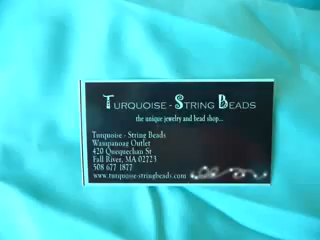 Turquoise - String Beads
the unique jewelry and bead shop...
Turquoise - String Beads
Wampanoag Outlet
420 Quequechan St
Fall River, MA 02723
508 677 1877
www.turquoise-stringbeads.com